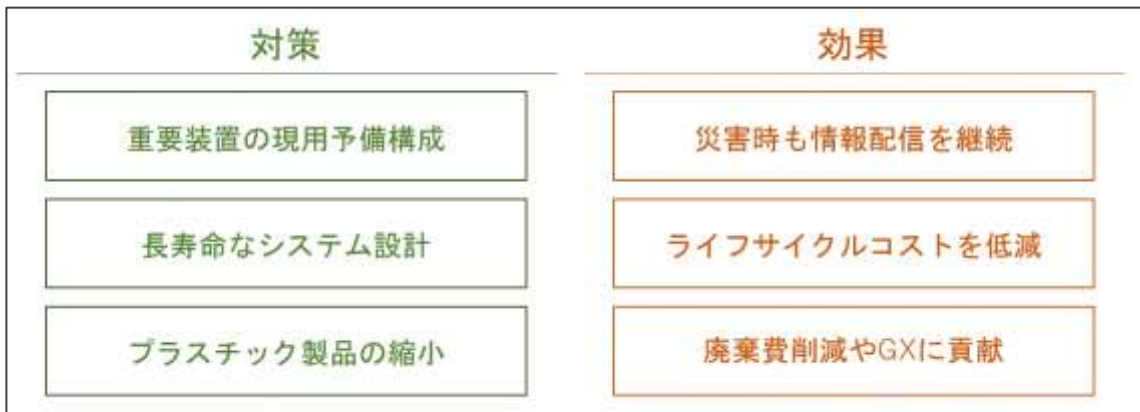 対策
効果
重要装置の現用予備構成
災害時も情報配信を継続
長寿命なシステム設計
ライフサイクルコストを低減
プラスチック製品の縮小
廃棄費削減やGXに貢献